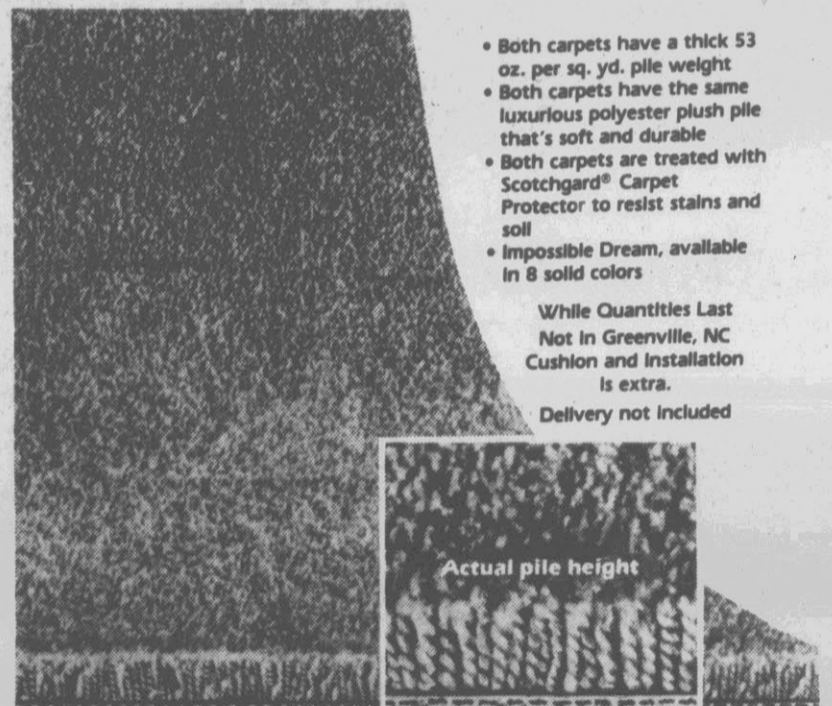 • Both carpets have a thick 53
oz. per sq. yd. pile weight
• Both carpets have the same
luxurious polyester plush pile
that's soft and durable
• Both carpets are treated with
Scotchgard® Carpet
Protector to resist stains and
soil
• Impossible Dream, available
in 8 solid colors
While Quantities Last
Not in Greenville, NC
Cushion and Installation
is extra.
Delivery not included
Actual pile height